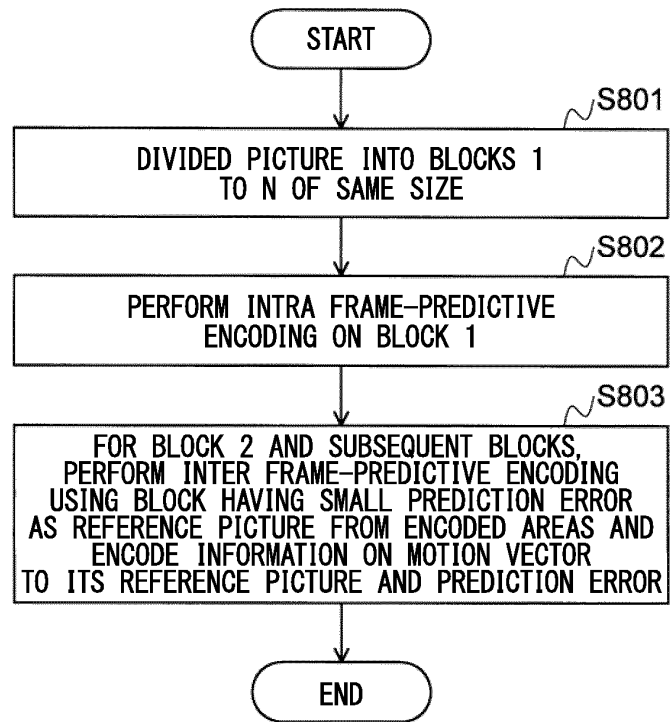 START
S801
DIVIDED PICTURE INTO BLOCKS 1
TO N OF SAME SIZE
S802
PERFORM INTRA FRAME-PREDICTIVE
ENCODING ON BLOCK 1
S803
FOR BLOCK 2 AND SUBSEQUENT BLOCKS,
PERFORM INTER FRAME-PREDICTIVE ENCODING
USING BLOCK HAVING SMALL PREDICTION ERROR
AS REFERENCE PICTURE FROM ENCODED AREAS AND
ENCODE INFORMATION ON MOTION VECTOR
TO ITS REFERENCE PICTURE AND PREDICTION ERROR
END